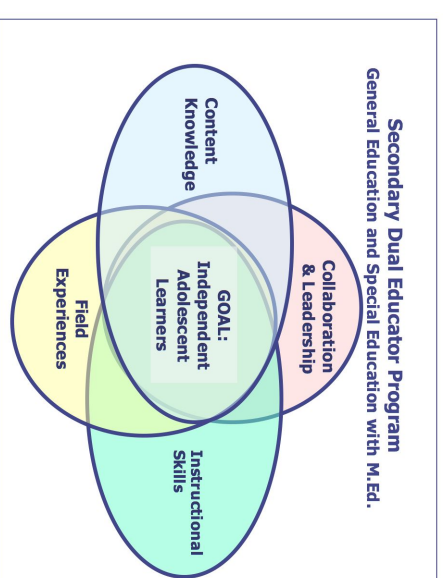 Secondary Dual Educator Program
General Education and Special Education with M.Ed.
Collaboration
& Leadership
Content
Knowledge
GOAL:
Independent
Adolescent
Learners
Instructional
Skills
Field
Experiences